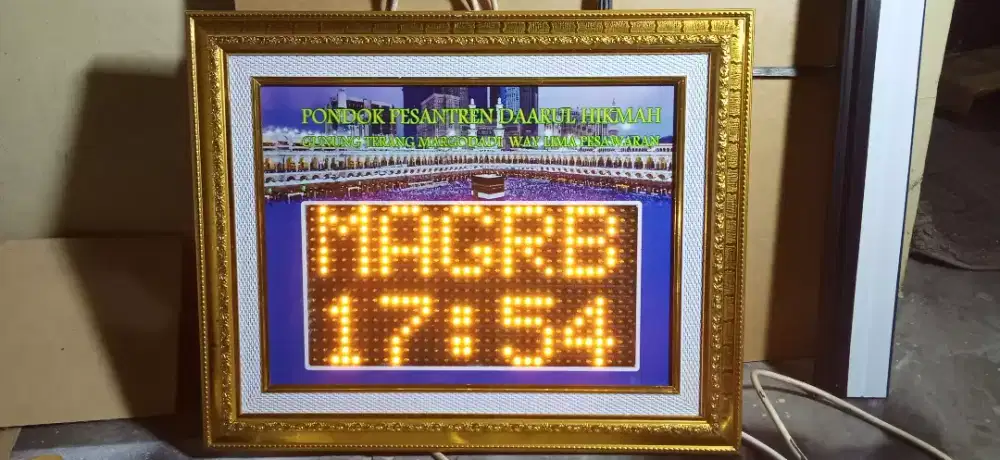 PONDOK PESANTREN DAARUL HIKMAH
GUNUNG TERANG MARGODADI WAY LIMA PESAWARAN
MAGRB
17:54